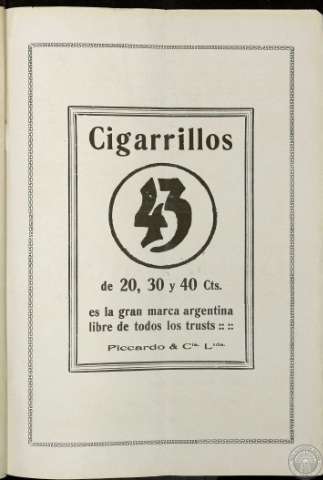 Cigarrillos
43
de 20, 30 y 40 Cts.
es la gran marca argentina
libre de todos los trusts :: ::
Piccardo & Cia. Ltda.